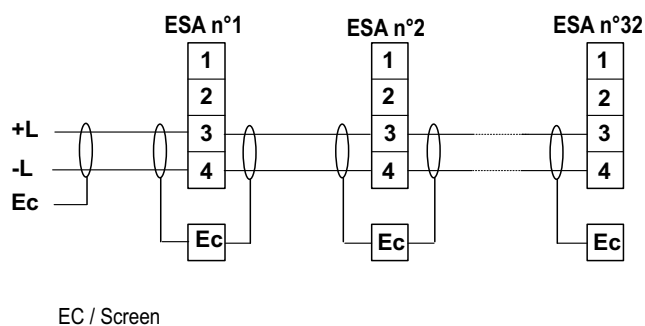 ESA n°1 ESA n°2 ESA n°32
1 1 1
2 2 2
+L 3 3 3
-L 4 4 4
Ec
Ec Ec Ec
EC / Screen